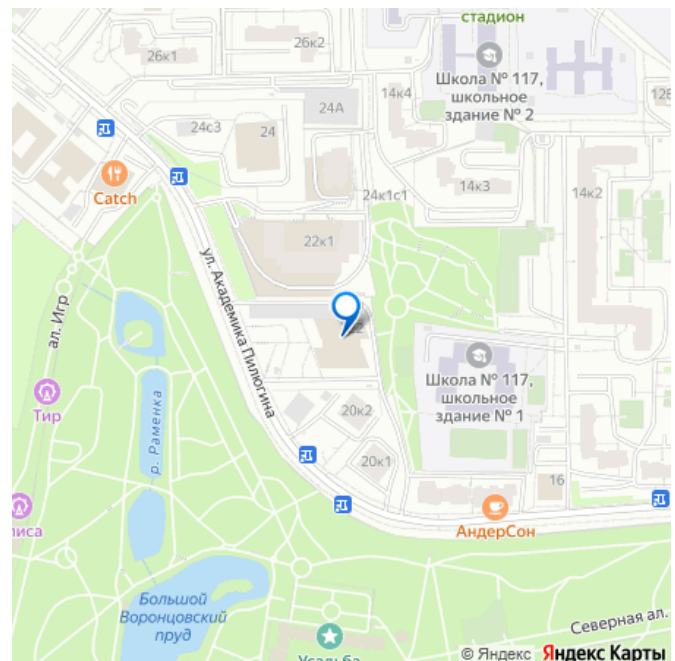 стадион
26к2
26к1
Школа № 117,
школьное
здание № 2
14к4
24А
24с3
24
Catch
24к1с1
14к3
14к2
22к1
ул. Академика Пилюгина
ал. Игр
Школа № 117,
школьное
здание № 1
Тир
р. Раменка
20к2
20к1
16
АндерСон
Большой
Воронцовский
пруд
Северная ал.
Усадьба
© Яндекс Яндекс Карты